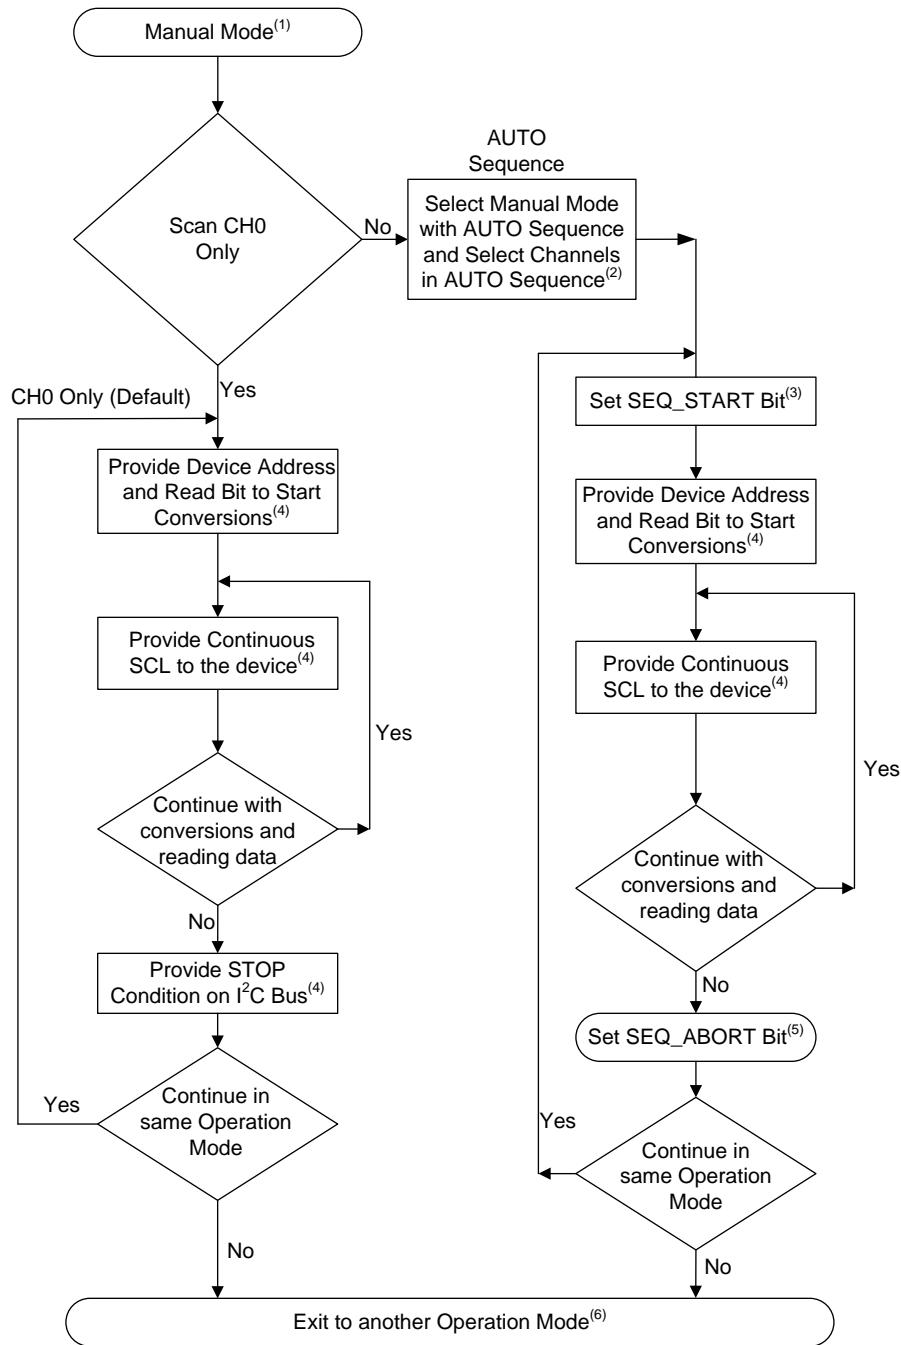 Manual Mode(1)
Scan CH0
Only
No
AUTO
Sequence
Select Manual Mode
with AUTO Sequence
and Select Channels
in AUTO Sequence(2)
Yes
CH0 Only (Default)
Provide Device Address
and Read Bit to Start
Conversions(4)
Provide Continuous
SCL to the device(4)
Yes
Continue with
conversions and
reading data
No
Provide STOP
Condition on I2C Bus(4)
Yes
Continue in
same Operation
Mode
No
Set SEQ_START Bit(3)
Provide Device Address
and Read Bit to Start
Conversions(4)
Provide Continuous
SCL to the device(4)
Yes
Continue with
conversions and
reading data
No
Set SEQ_ABORT Bit(5)
Yes
Continue in
same Operation
Mode
No
Exit to another Operation Mode(6)